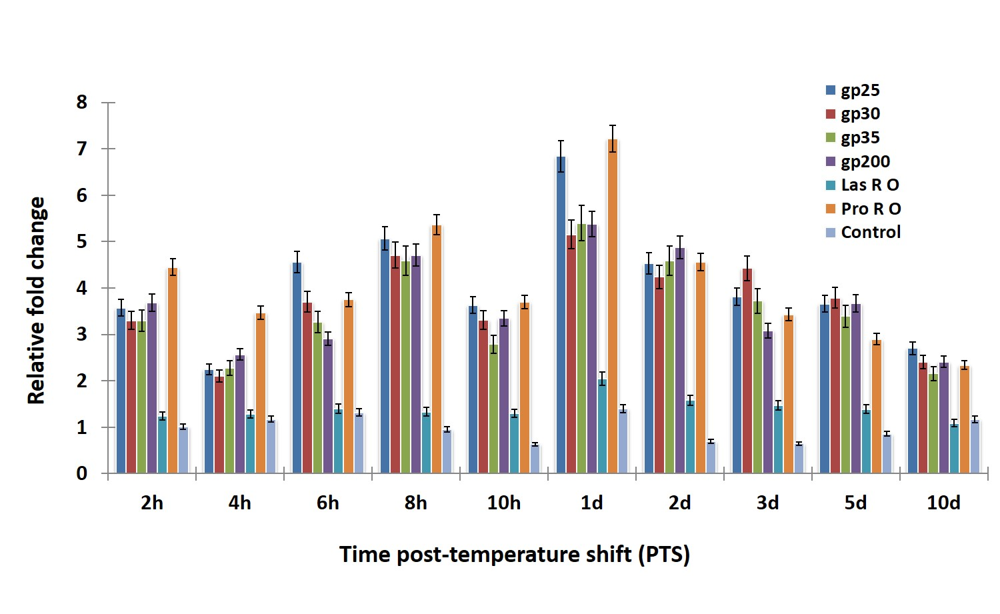 gp25
gp30
gp35
gp200
Las R O
Pro R O
Control
8
7
6
5
4
3
2
1
0
Relative fold change
2h 4h 6h 8h 10h 1d 2d 3d 5d 10d
Time post-temperature shift (PTS)